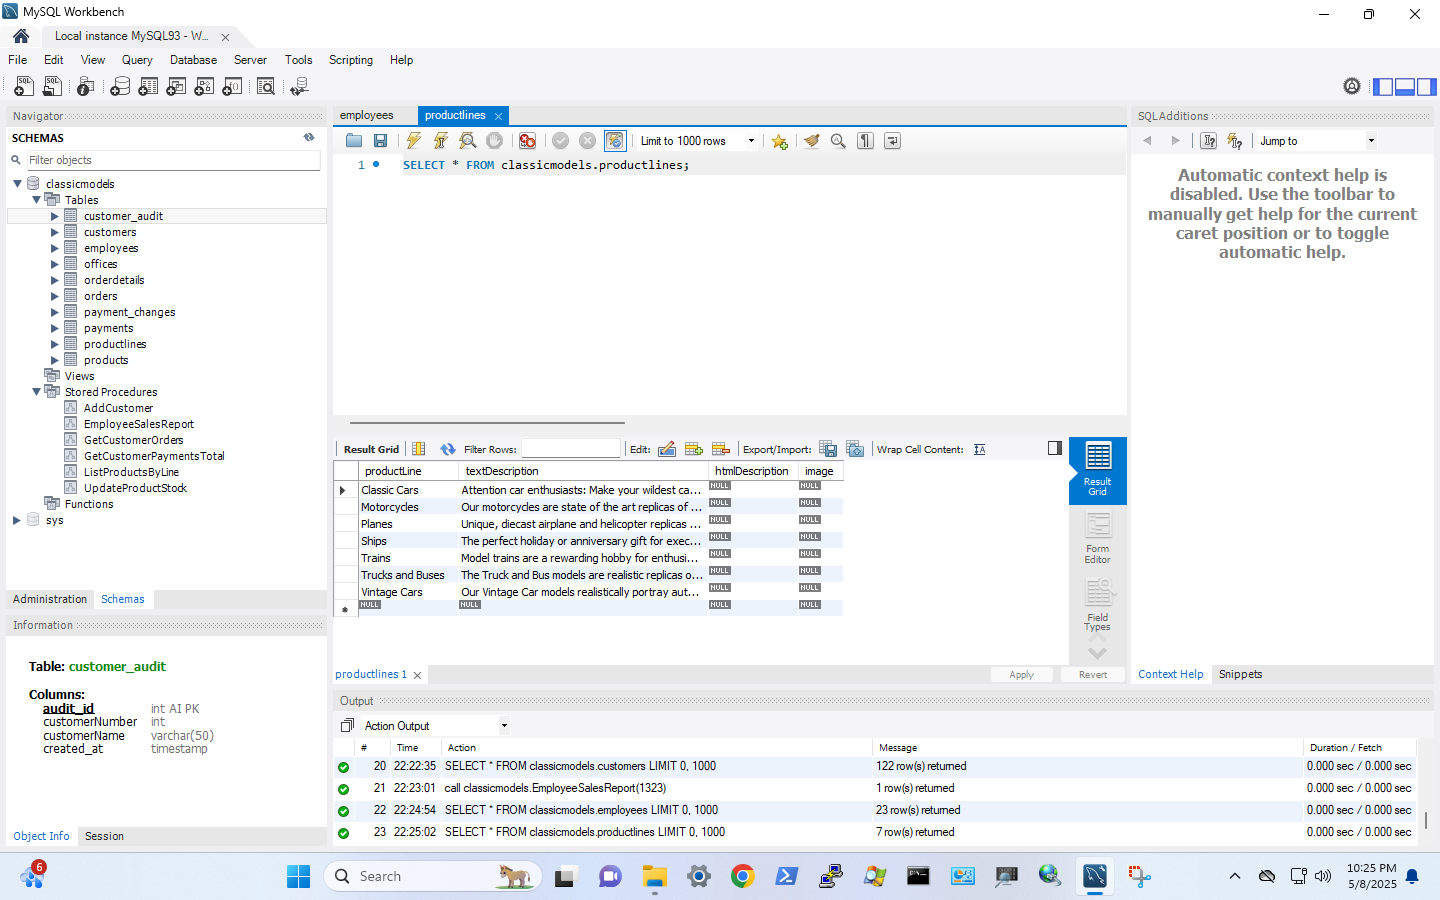 MySQL Workbench
Local instance MySQL93 - W...
File Edit View Query Database Server Tools Scripting Help
Navigator
SCHEMAS
Filter objects
classicmodels
Tables
customer_audit
customers
employees
offices
orderdetails
orders
payment_changes
payments
productlines
products
Views
Stored Procedures
AddCustomer
EmployeeSalesReport
GetCustomerOrders
GetCustomerPaymentsTotal
ListProductsByLine
UpdateProductStock
Functions
sys
Administration Schemas
Information
Table: customer_audit
Columns:
audit_id int AI PK
customerNumber int
customerName varchar(50)
created_at timestamp
Object Info Session
employees productlines
Limit to 1000 rows
1 SELECT * FROM classicmodels.productlines;
Result Grid Filter Rows: Edit: Export/Import: Wrap Cell Content:
productLine textDescription htmlDescription image
Classic Cars Attention car enthusiasts: Make your wildest ca... NULL NULL
Motorcycles Our motorcycles are state of the art replicas of ... NULL NULL
Planes Unique, diecast airplane and helicopter replicas ... NULL NULL
Ships The perfect holiday or anniversary gift for exec... NULL NULL
Trains Model trains are a rewarding hobby for enthusi... NULL NULL
Trucks and Buses The Truck and Bus models are realistic replicas o... NULL NULL
Vintage Cars Our Vintage Car models realistically portray aut... NULL NULL
NULL NULL NULL NULL
Result
Grid
Form
Editor
Field
Types
productlines 1
Apply Revert
SQLAdditions
Jump to
Automatic context help is
disabled. Use the toolbar to
manually get help for the current
caret position or to toggle
automatic help.
Context Help Snippets
Output
Action Output
# Time Action Message Duration / Fetch
20 22:22:35 SELECT * FROM classicmodels.customers LIMIT 0, 1000 122 row(s) returned 0.000 sec / 0.000 sec
21 22:23:01 call classicmodels.EmployeeSalesReport(1323) 1 row(s) returned 0.000 sec / 0.000 sec
22 22:24:54 SELECT * FROM classicmodels.employees LIMIT 0, 1000 23 row(s) returned 0.000 sec / 0.000 sec
23 22:25:02 SELECT * FROM classicmodels.productlines LIMIT 0, 1000 7 row(s) returned 0.000 sec / 0.000 sec
6
Search
10:25 PM
5/8/2025